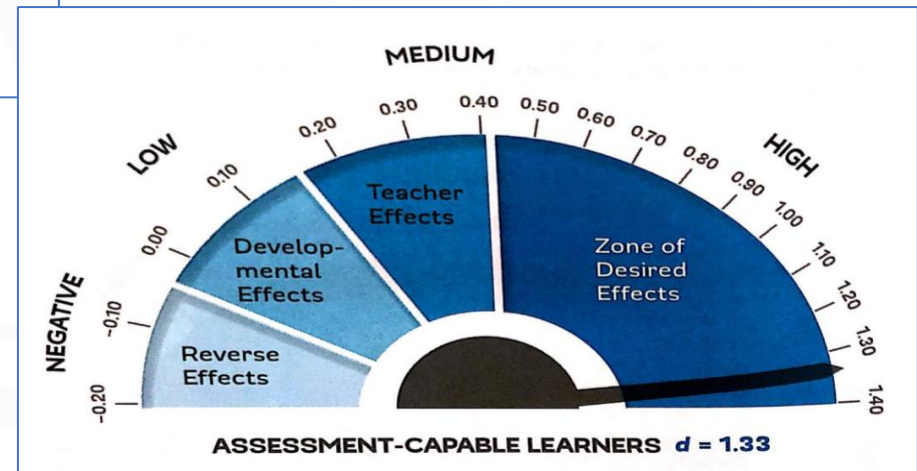 MEDIUM
LOW
HIGH
NEGATIVE
-0.20
-0.10
0.00
0.10
0.20
0.30
0.40
0.50
0.60
0.70
0.80
0.90
1.00
1.10
1.20
1.30
1.40
Reverse
Effects
Develop-
mental
Effects
Teacher
Effects
Zone of
Desired
Effects
ASSESSMENT-CAPABLE LEARNERS d = 1.33